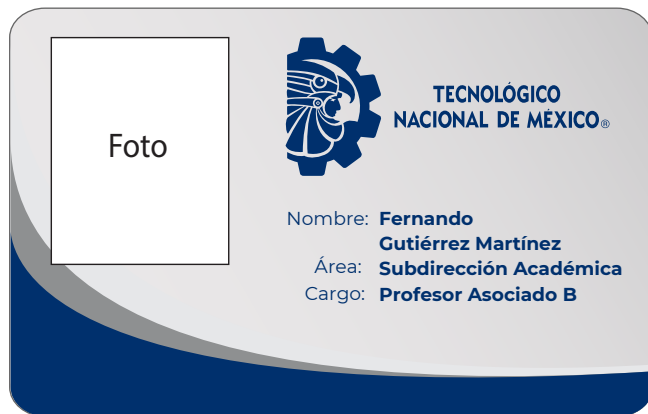 Foto
TECNOLÓGICO
NACIONAL DE MÉXICO®
Nombre: Fernando
Gutiérrez Martínez
Área: Subdirección Académica
Cargo: Profesor Asociado B